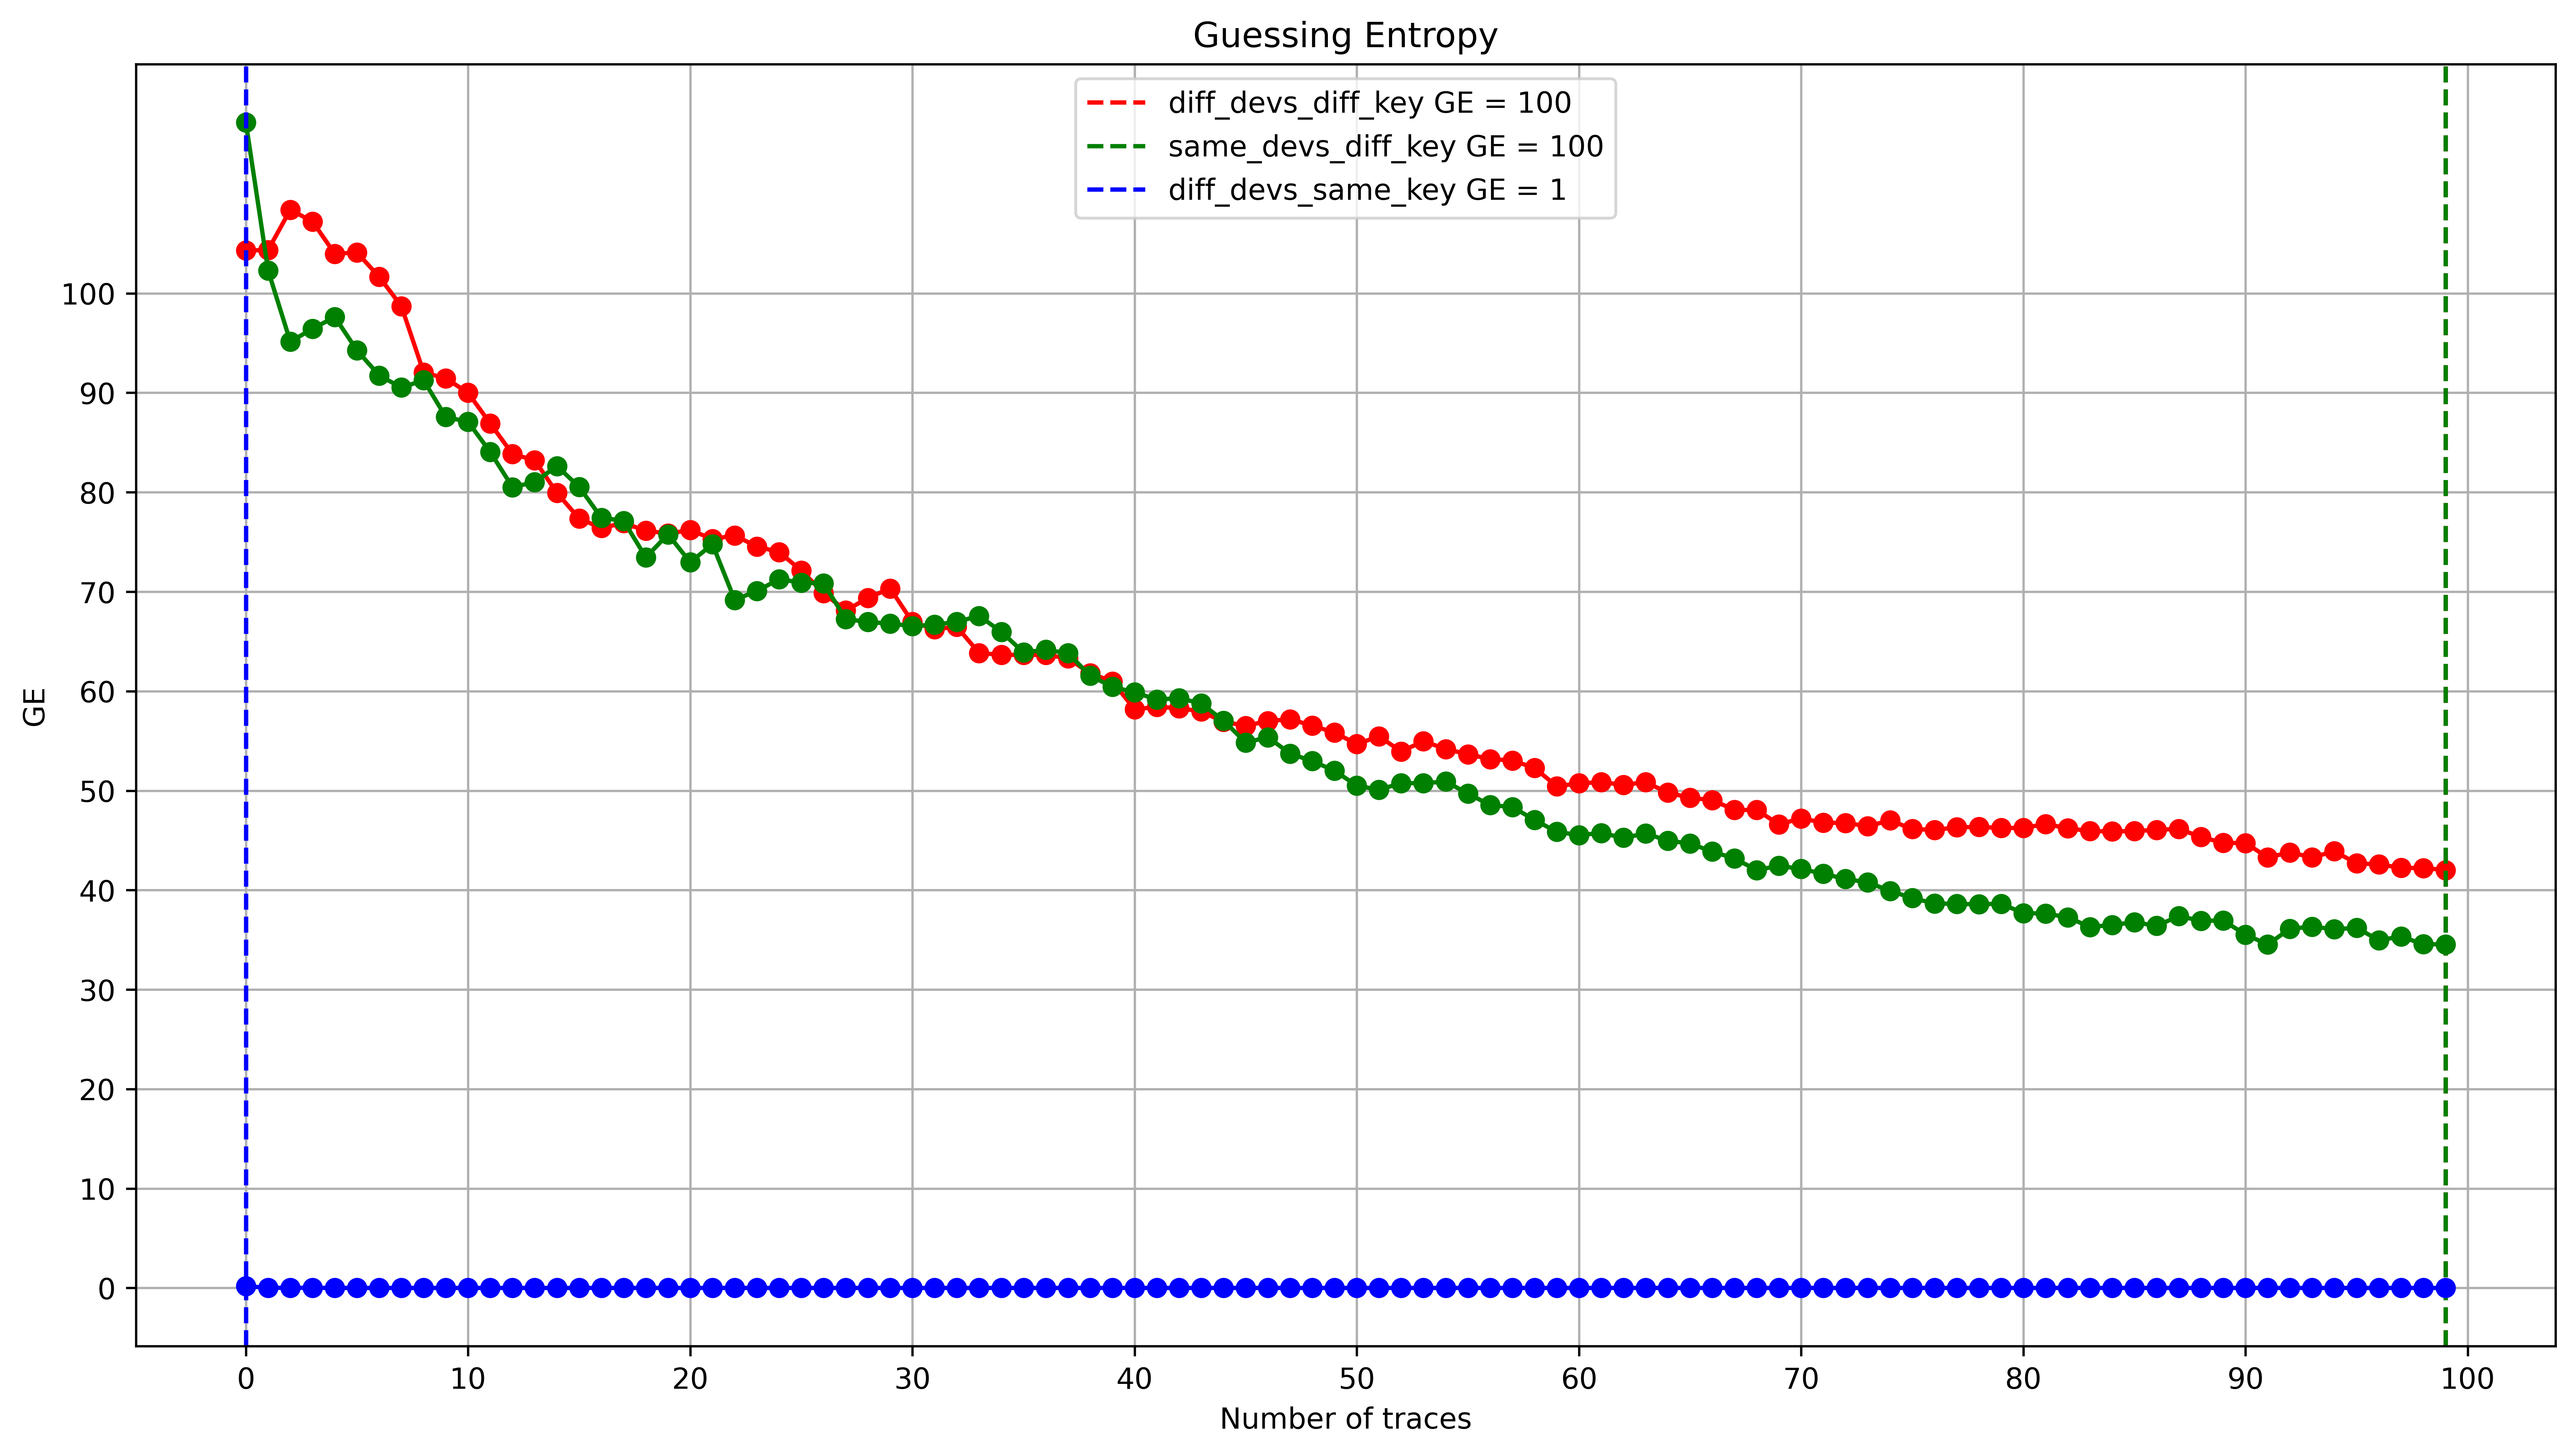 Guessing Entropy
diff_devs_diff_key GE = 100
same_devs_diff_key GE = 100
diff_devs_same_key GE = 1
100
90
80
70
60
50
40
30
20
10
0
GE
0 10 20 30 40 50 60 70 80 90 100
Number of traces